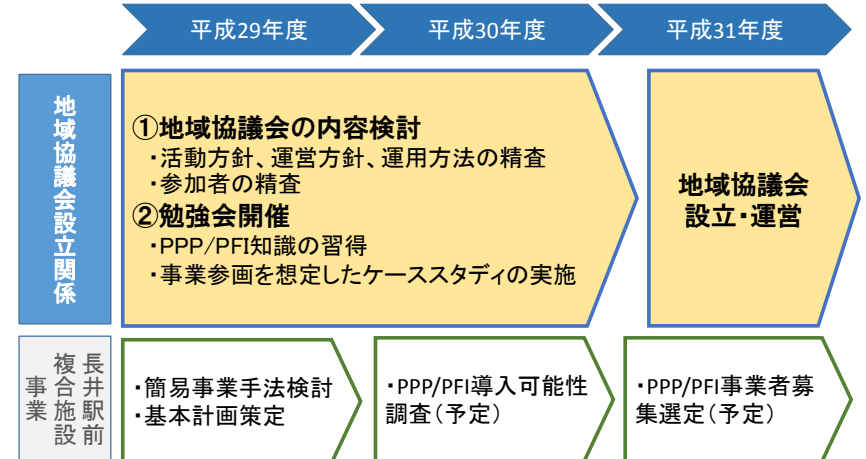 平成29年度
平成30年度
平成31年度
地域協議会設立関係
①地域協議会の内容検討
・活動方針、運営方針、運用方法の精査
・参加者の精査
②勉強会開催
・PPP/PFI知識の習得
・事業参画を想定したケーススタディの実施
地域協議会
設立・運営
長井駅前
複合施設
事業
・簡易事業手法検討
・基本計画策定
・PPP/PFI導入可能性
調査（予定）
・PPP/PFI事業者募
集選定（予定）